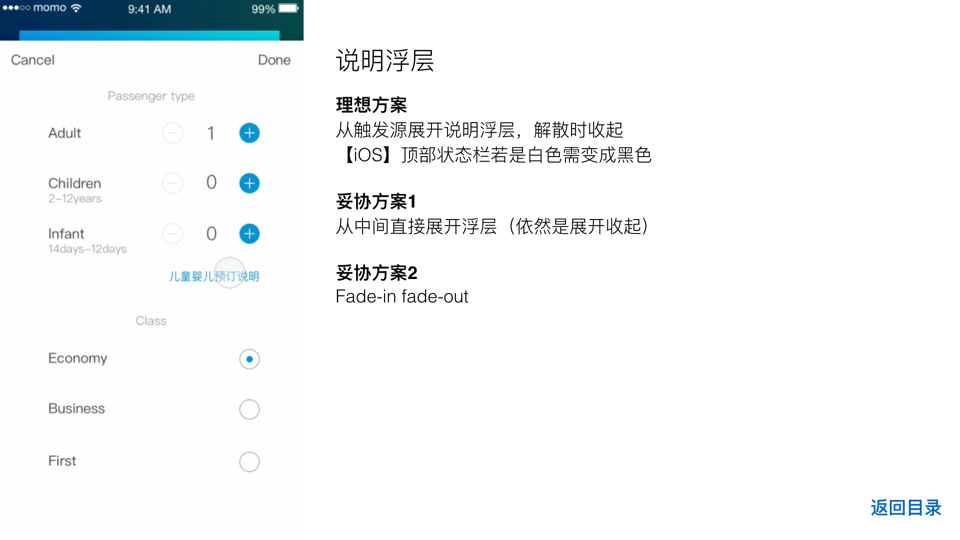 momo
9:41 AM
99%
Cancel
Done
Passenger type
Adult
1
Children
0
2-12years
Infant
0
14days-12days
儿童婴儿预订说明
Class
Economy
Business
First
说明浮层
理想方案
从触发源展开说明浮层，解散时收起
【iOS】顶部状态栏若是白色需变成黑色
妥协方案1
从中间直接展开浮层（依然是展开收起）
妥协方案2
Fade-in fade-out
返回目录